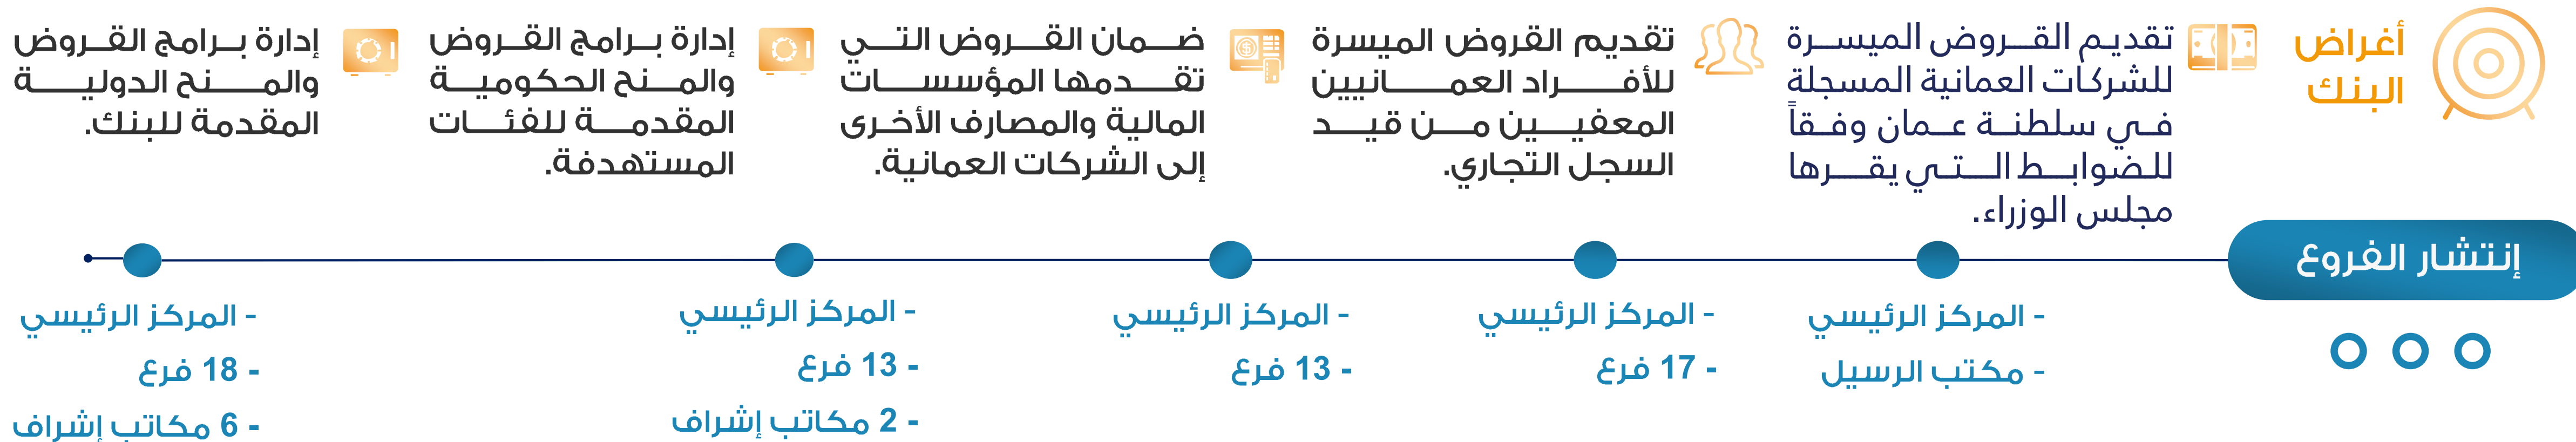 أغراض
البنك
تقديم القروض الميسرة
للشركات العمانية المسجلة
في سلطنة عمان وفقاً
للضوابط التي يقرها
مجلس الوزراء.
تقديم القروض الميسرة
للأفراد العمانيين
المعفيين من قيد
السجل التجاري.
ضمان القروض التي
تقدمها المؤسسات
المالية والمصارف الأخرى
إلى الشركات العمانية.
إدارة برامج القروض
والمنح الحكومية
المقدمة للفئات
المستهدفة.
إدارة برامج القروض
والمنح الدولية
المقدمة للبنك.
إنتشار الفروع
- المركز الرئيسي
- مكتب الرسيل
- المركز الرئيسي
- 17 فرع
- المركز الرئيسي
- 13 فرع
- المركز الرئيسي
- 13 فرع
- 2 مكاتب إشراف
- المركز الرئيسي
- 18 فرع
- 6 مكاتب إشراف